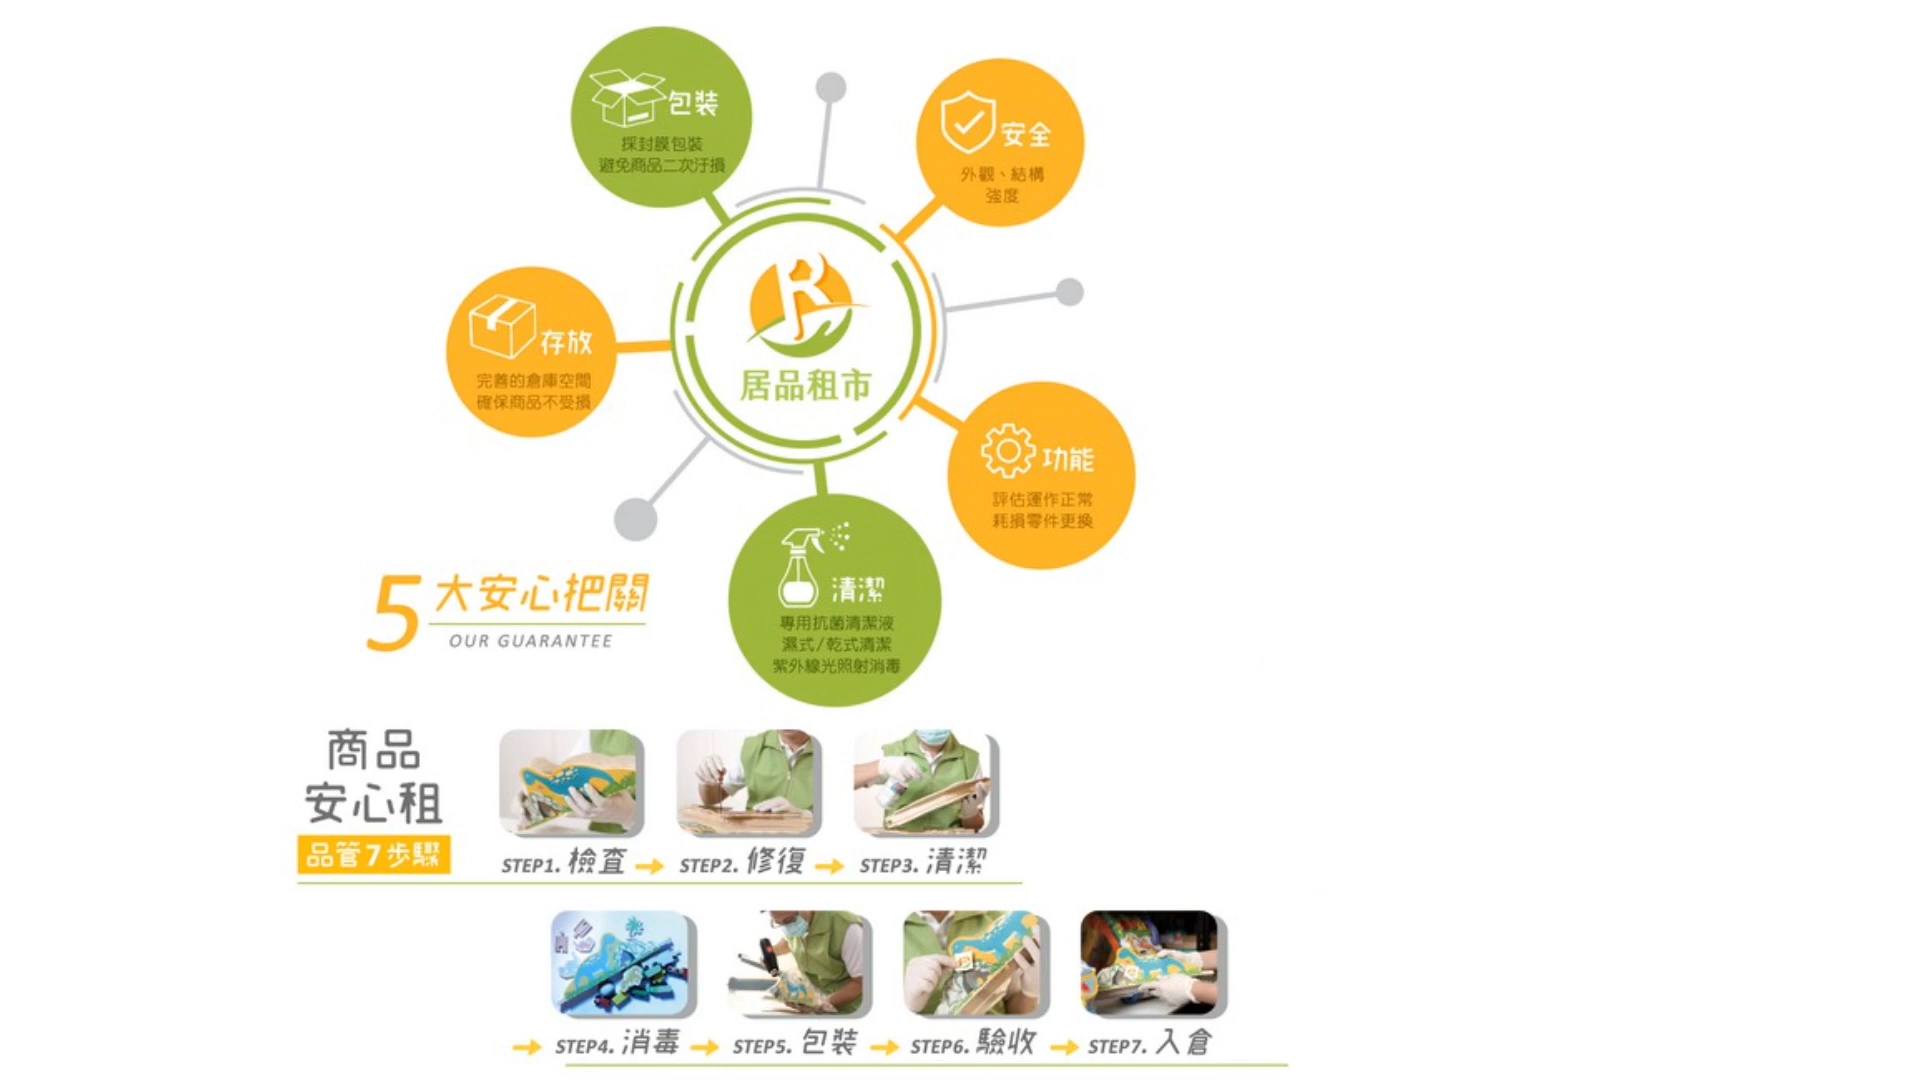 包裝
採封膜包裝
避免商品二次汙損
安全
外觀、結構
強度
居品租市
存放
完善的倉庫空間
確保商品不受損
功能
評估運作正常
耗損零件更換
清潔
專用抗菌清潔液
濕式/乾式清潔
紫外線光照射消毒
5大安心把關
OUR GUARANTEE
商品
安心租
品管7步驟
STEP1.檢查
STEP2.修復
STEP3.清潔
STEP4.消毒
STEP5.包裝
STEP6.驗收
STEP7.入倉